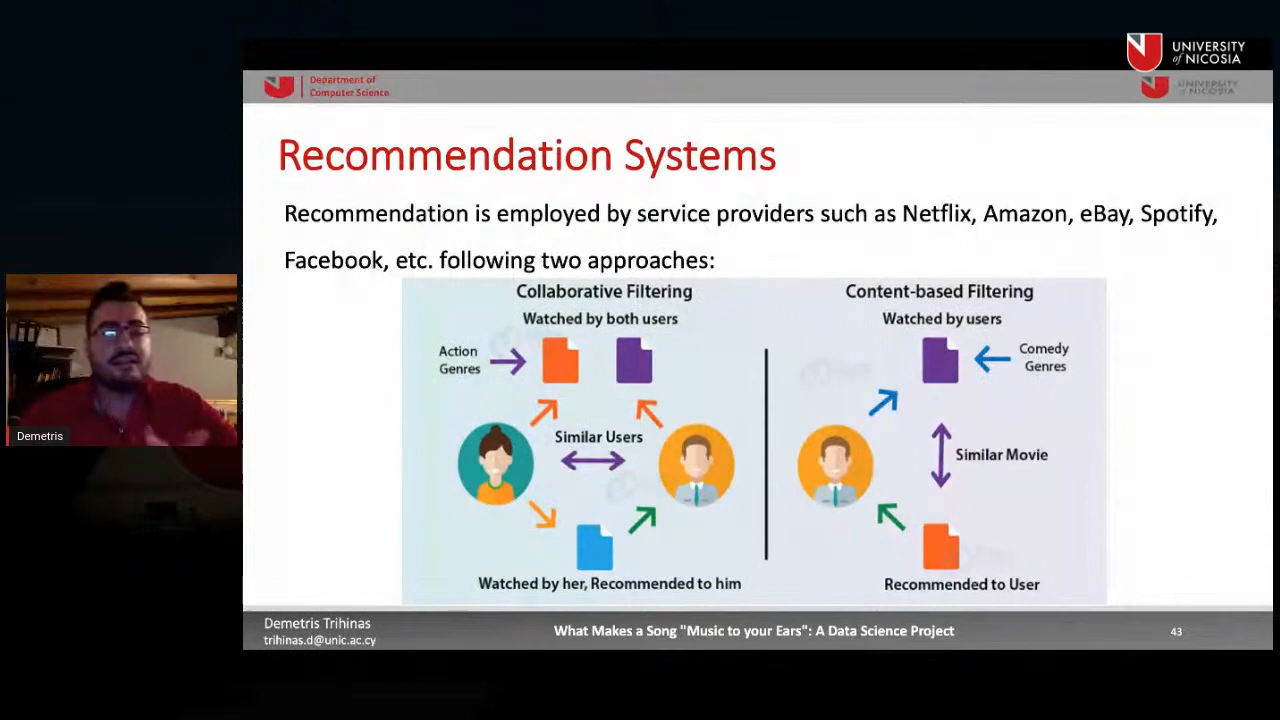 UNIVERSITY
of NICOSIA
Department of
Computer Science
UNIVERSITY
of NICOSIA
Recommendation Systems
Recommendation is employed by service providers such as Netflix, Amazon, eBay, Spotify,
Facebook, etc. following two approaches:
Collaborative Filtering
Watched by both users
Action
Genres
Similar Users
Watched by her, Recommended to him
Content-based Filtering
Watched by users
Comedy
Genres
Similar Movie
Recommended to User
Demetris
Demetris Trihinas
trihinas.d@unic.ac.cy
What Makes a Song "Music to your Ears": A Data Science Project
43